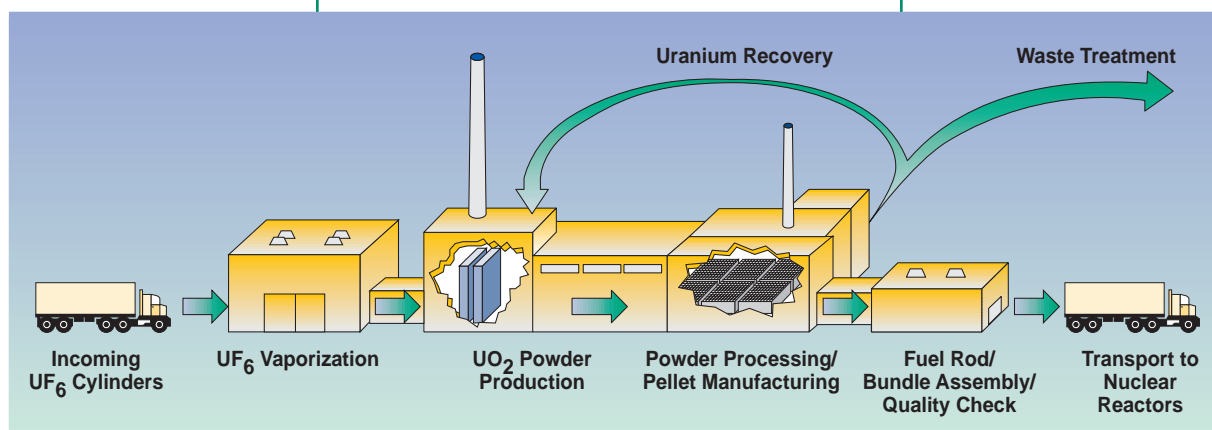 Uranium Recovery
Waste Treatment
Incoming
UF6 Cylinders
UF6 Vaporization
UO2 Powder
Production
Powder Processing/
Pellet Manufacturing
Fuel Rod/
Bundle Assembly/
Quality Check
Transport to
Nuclear
Reactors